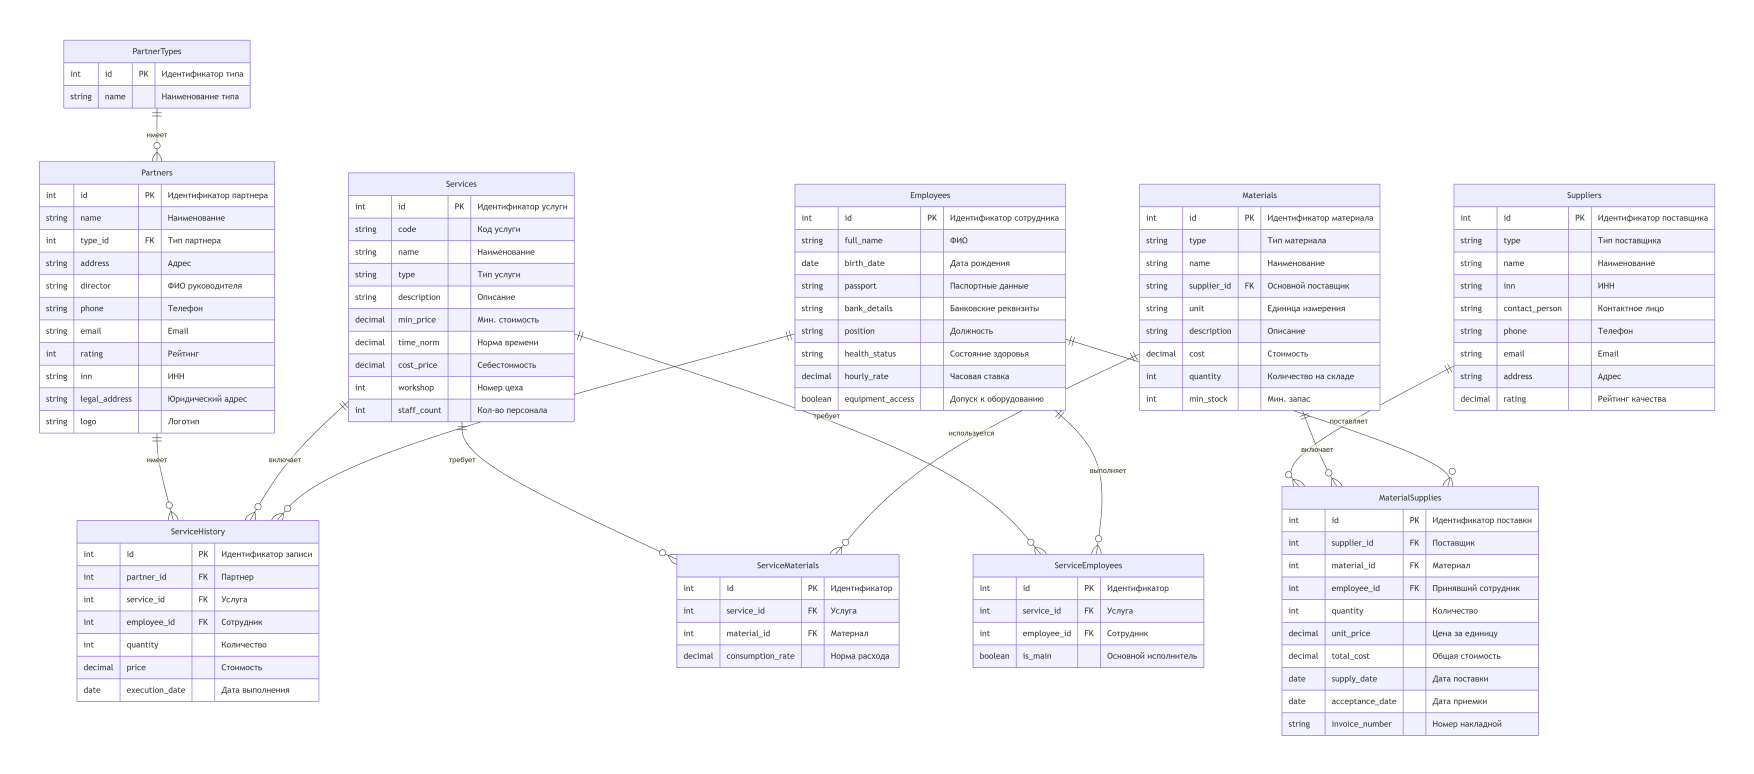 PartnerTypes
int id PK Идентификатор типа
string name Наименование типа
имеет
Partners
int id PK Идентификатор партнера
string name Наименование
int type_id FK Тип партнера
string address Адрес
string director ФИО руководителя
string phone Телефон
string email Email
int rating Рейтинг
string inn ИНН
string legal_address Юридический адрес
string logo Логотип
Services
int id PK Идентификатор услуги
string code Код услуги
string name Наименование
string type Тип услуги
string description Описание
decimal min_price Мин. стоимость
decimal time_norm Норма времени
decimal cost_price Себестоимость
int workshop Номер цеха
int staff_count Кол-во персонала
Employees
int id PK Идентификатор сотрудника
string full_name ФИО
date birth_date Дата рождения
string passport Паспортные данные
string bank_details Банковские реквизиты
string position Должность
string health_status Состояние здоровья
decimal hourly_rate Часовая ставка
boolean equipment_access Допуск к оборудованию
Materials
int id PK Идентификатор материала
string type Тип материала
string name Наименование
string supplier_id FK Основной поставщик
string unit Единица измерения
string description Описание
decimal cost Стоимость
int quantity Количество на складе
int min_stock Мин. запас
Suppliers
int id PK Идентификатор поставщика
string type Тип поставщика
string name Наименование
string inn ИНН
string contact_person Контактное лицо
string phone Телефон
string email Email
string address Адрес
decimal rating Рейтинг качества
имеет
включает
требует
требует
используется
выполняет
включает
поставляет
ServiceHistory
int id PK Идентификатор записи
int partner_id FK Партнер
int service_id FK Услуга
int employee_id FK Сотрудник
int quantity Количество
decimal price Стоимость
date execution_date Дата выполнения
ServiceMaterials
int id PK Идентификатор
int service_id FK Услуга
int material_id FK Материал
decimal consumption_rate Норма расхода
ServiceEmployees
int id PK Идентификатор
int service_id FK Услуга
int employee_id FK Сотрудник
boolean is_main Основной исполнитель
MaterialSupplies
int id PK Идентификатор поставки
int supplier_id FK Поставщик
int material_id FK Материал
int employee_id FK Принявший сотрудник
int quantity Количество
decimal unit_price Цена за единицу
decimal total_cost Общая стоимость
date supply_date Дата поставки
date acceptance_date Дата приемки
string invoice_number Номер накладной